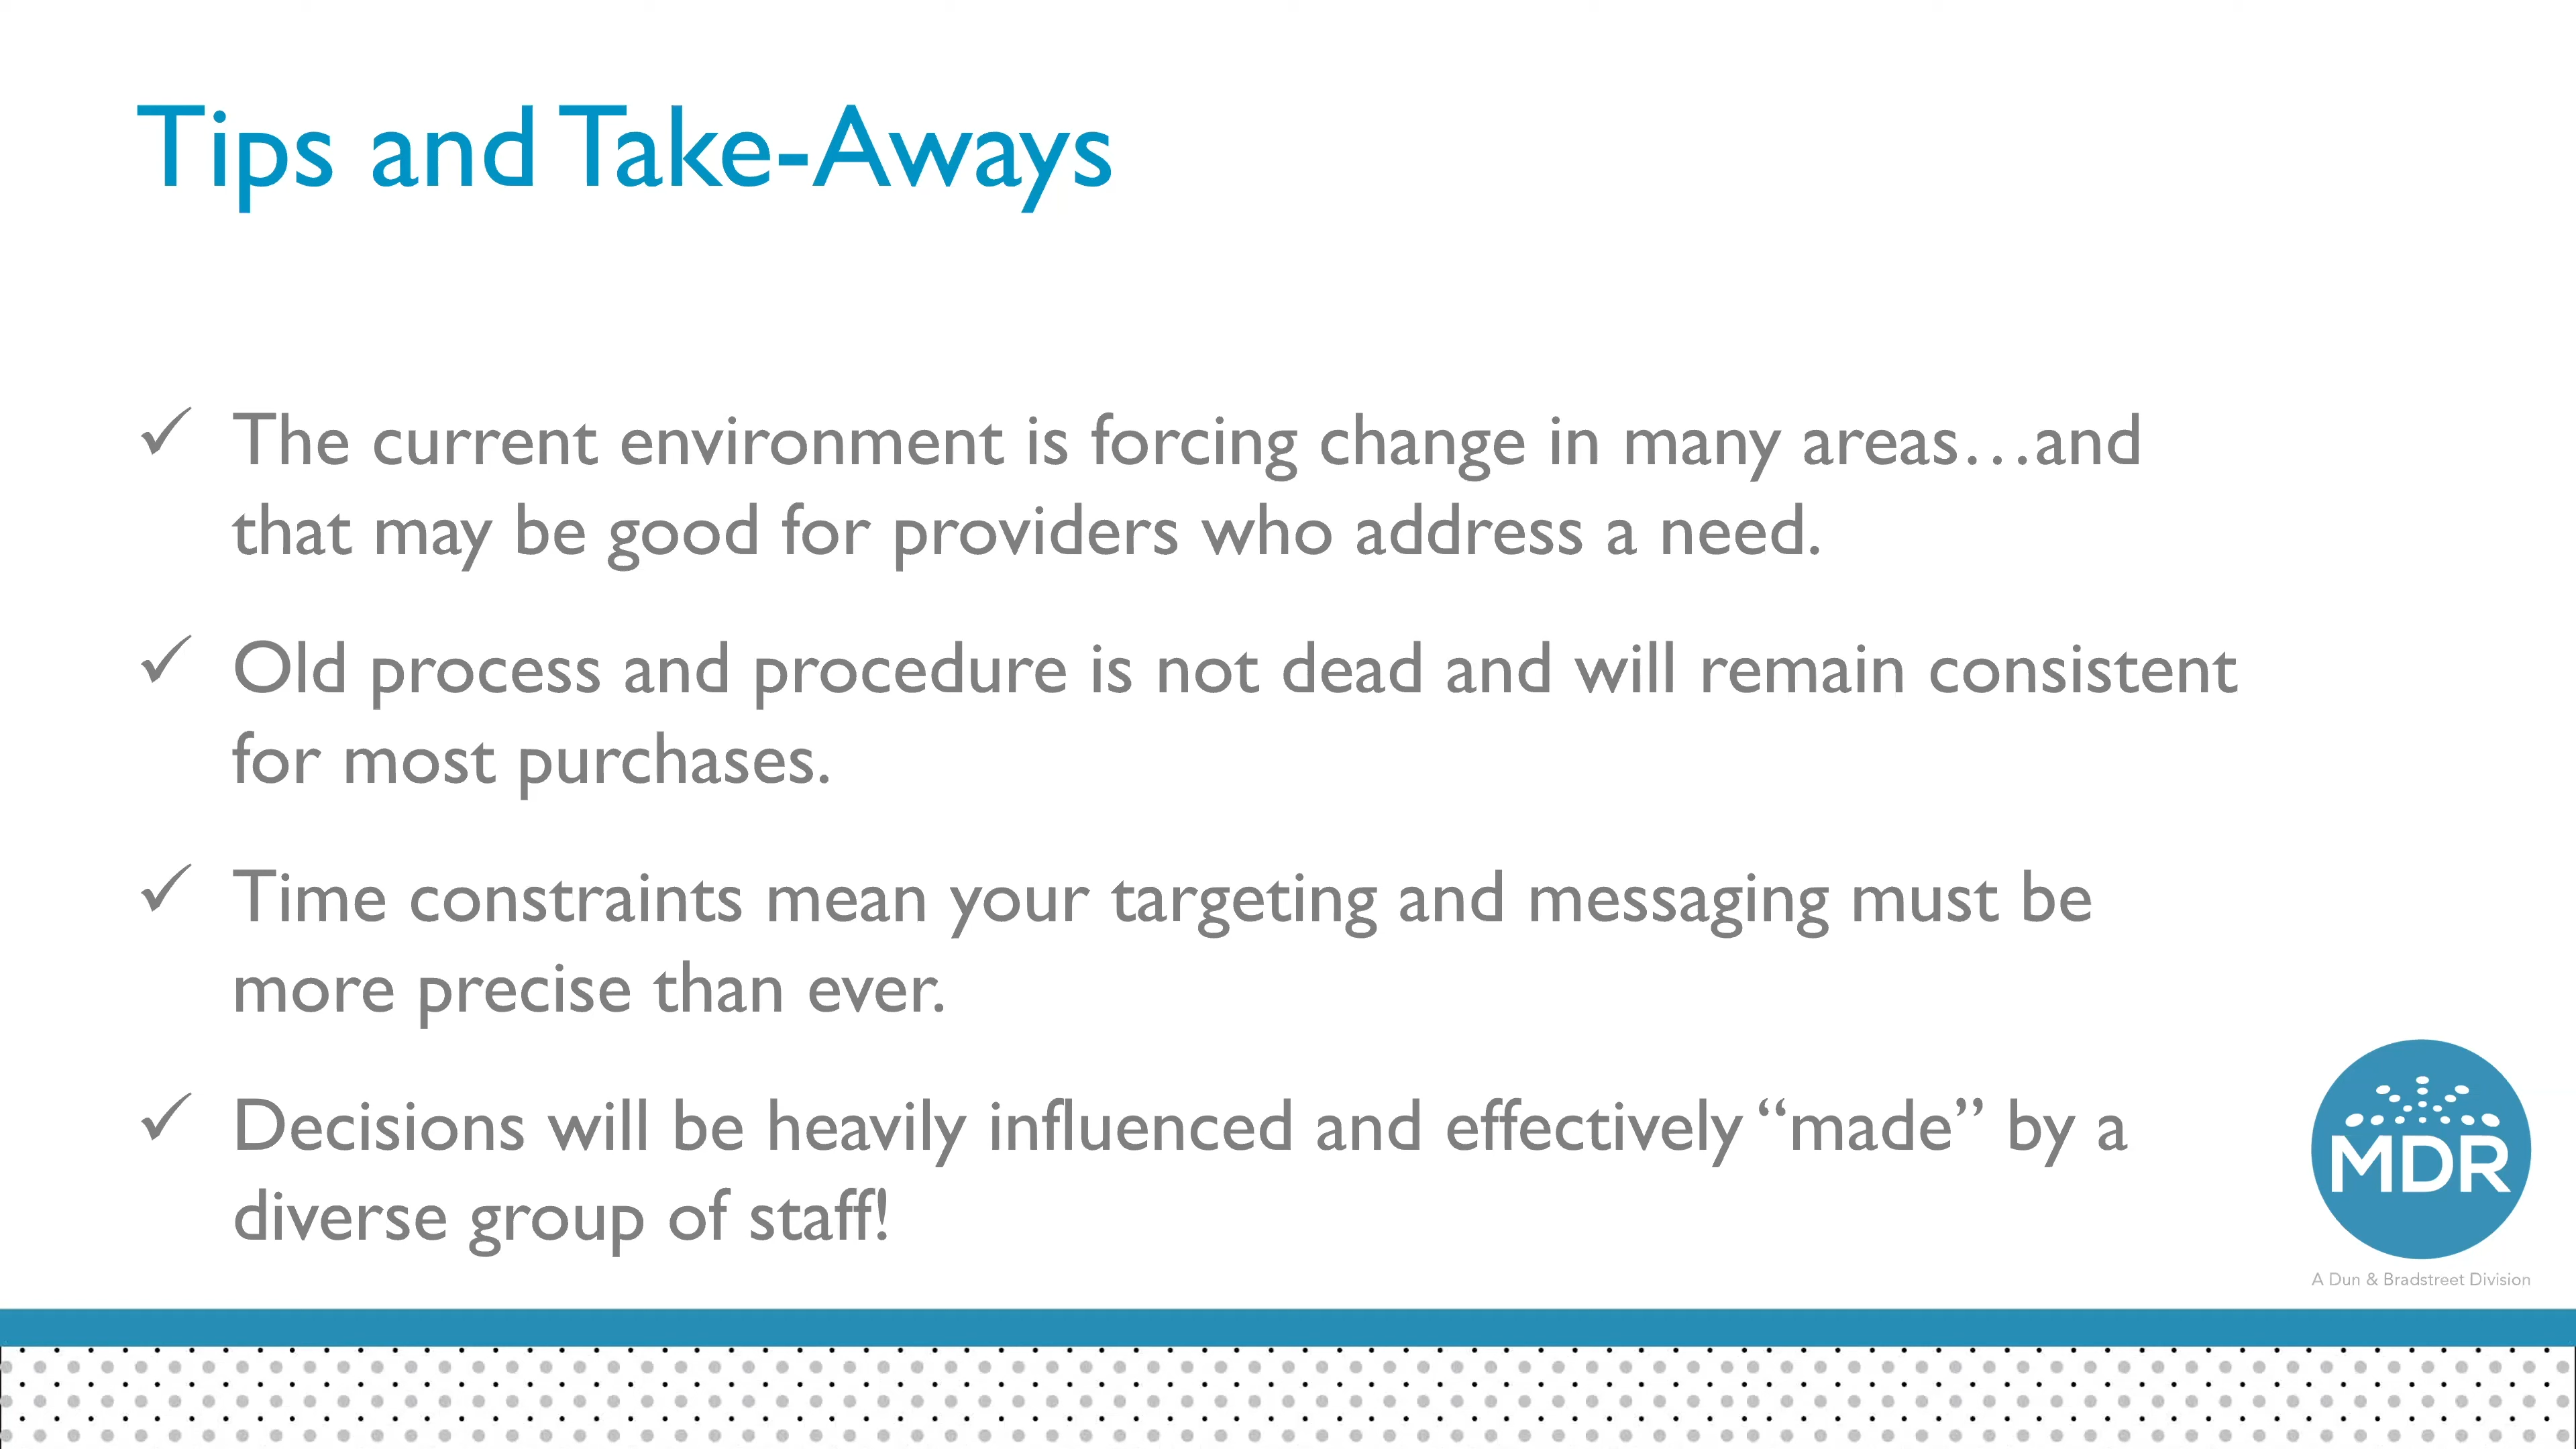 Tips and Take-Aways
✓ The current environment is forcing change in many areas…and
that may be good for providers who address a need.
✓ Old process and procedure is not dead and will remain consistent
for most purchases.
✓ Time constraints mean your targeting and messaging must be
more precise than ever.
✓ Decisions will be heavily influenced and effectively “made” by a
diverse group of staff!
MDR
A Dun & Bradstreet Division